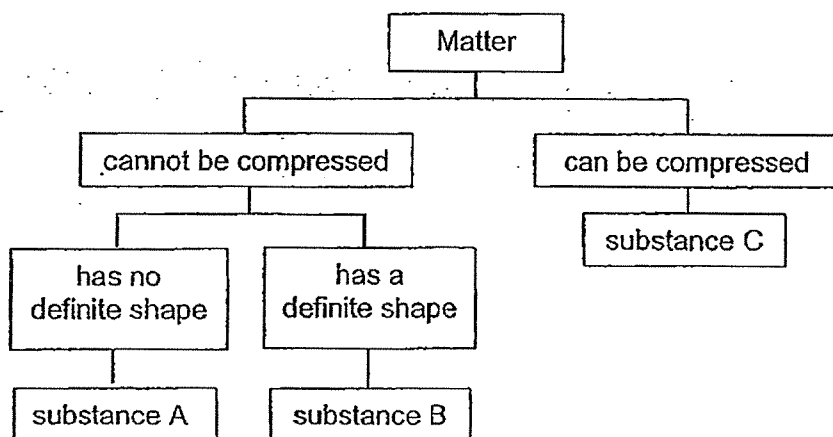 Matter
cannot be compressed
can be compressed
has no
definite shape
has a
definite shape
substance C
substance A
substance B